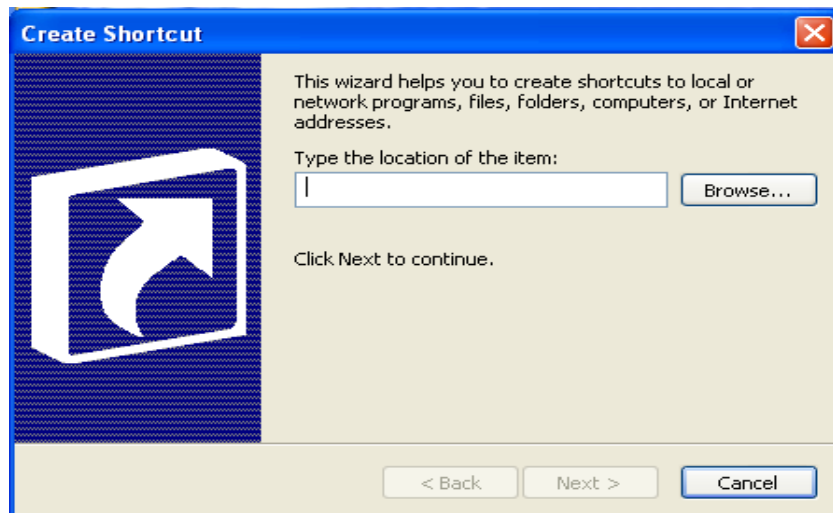 Create Shortcut
This wizard helps you to create shortcuts to local or
network programs, files, folders, computers, or Internet
addresses.
Type the location of the item:
Browse...
Click Next to continue.
< Back
Next >
Cancel